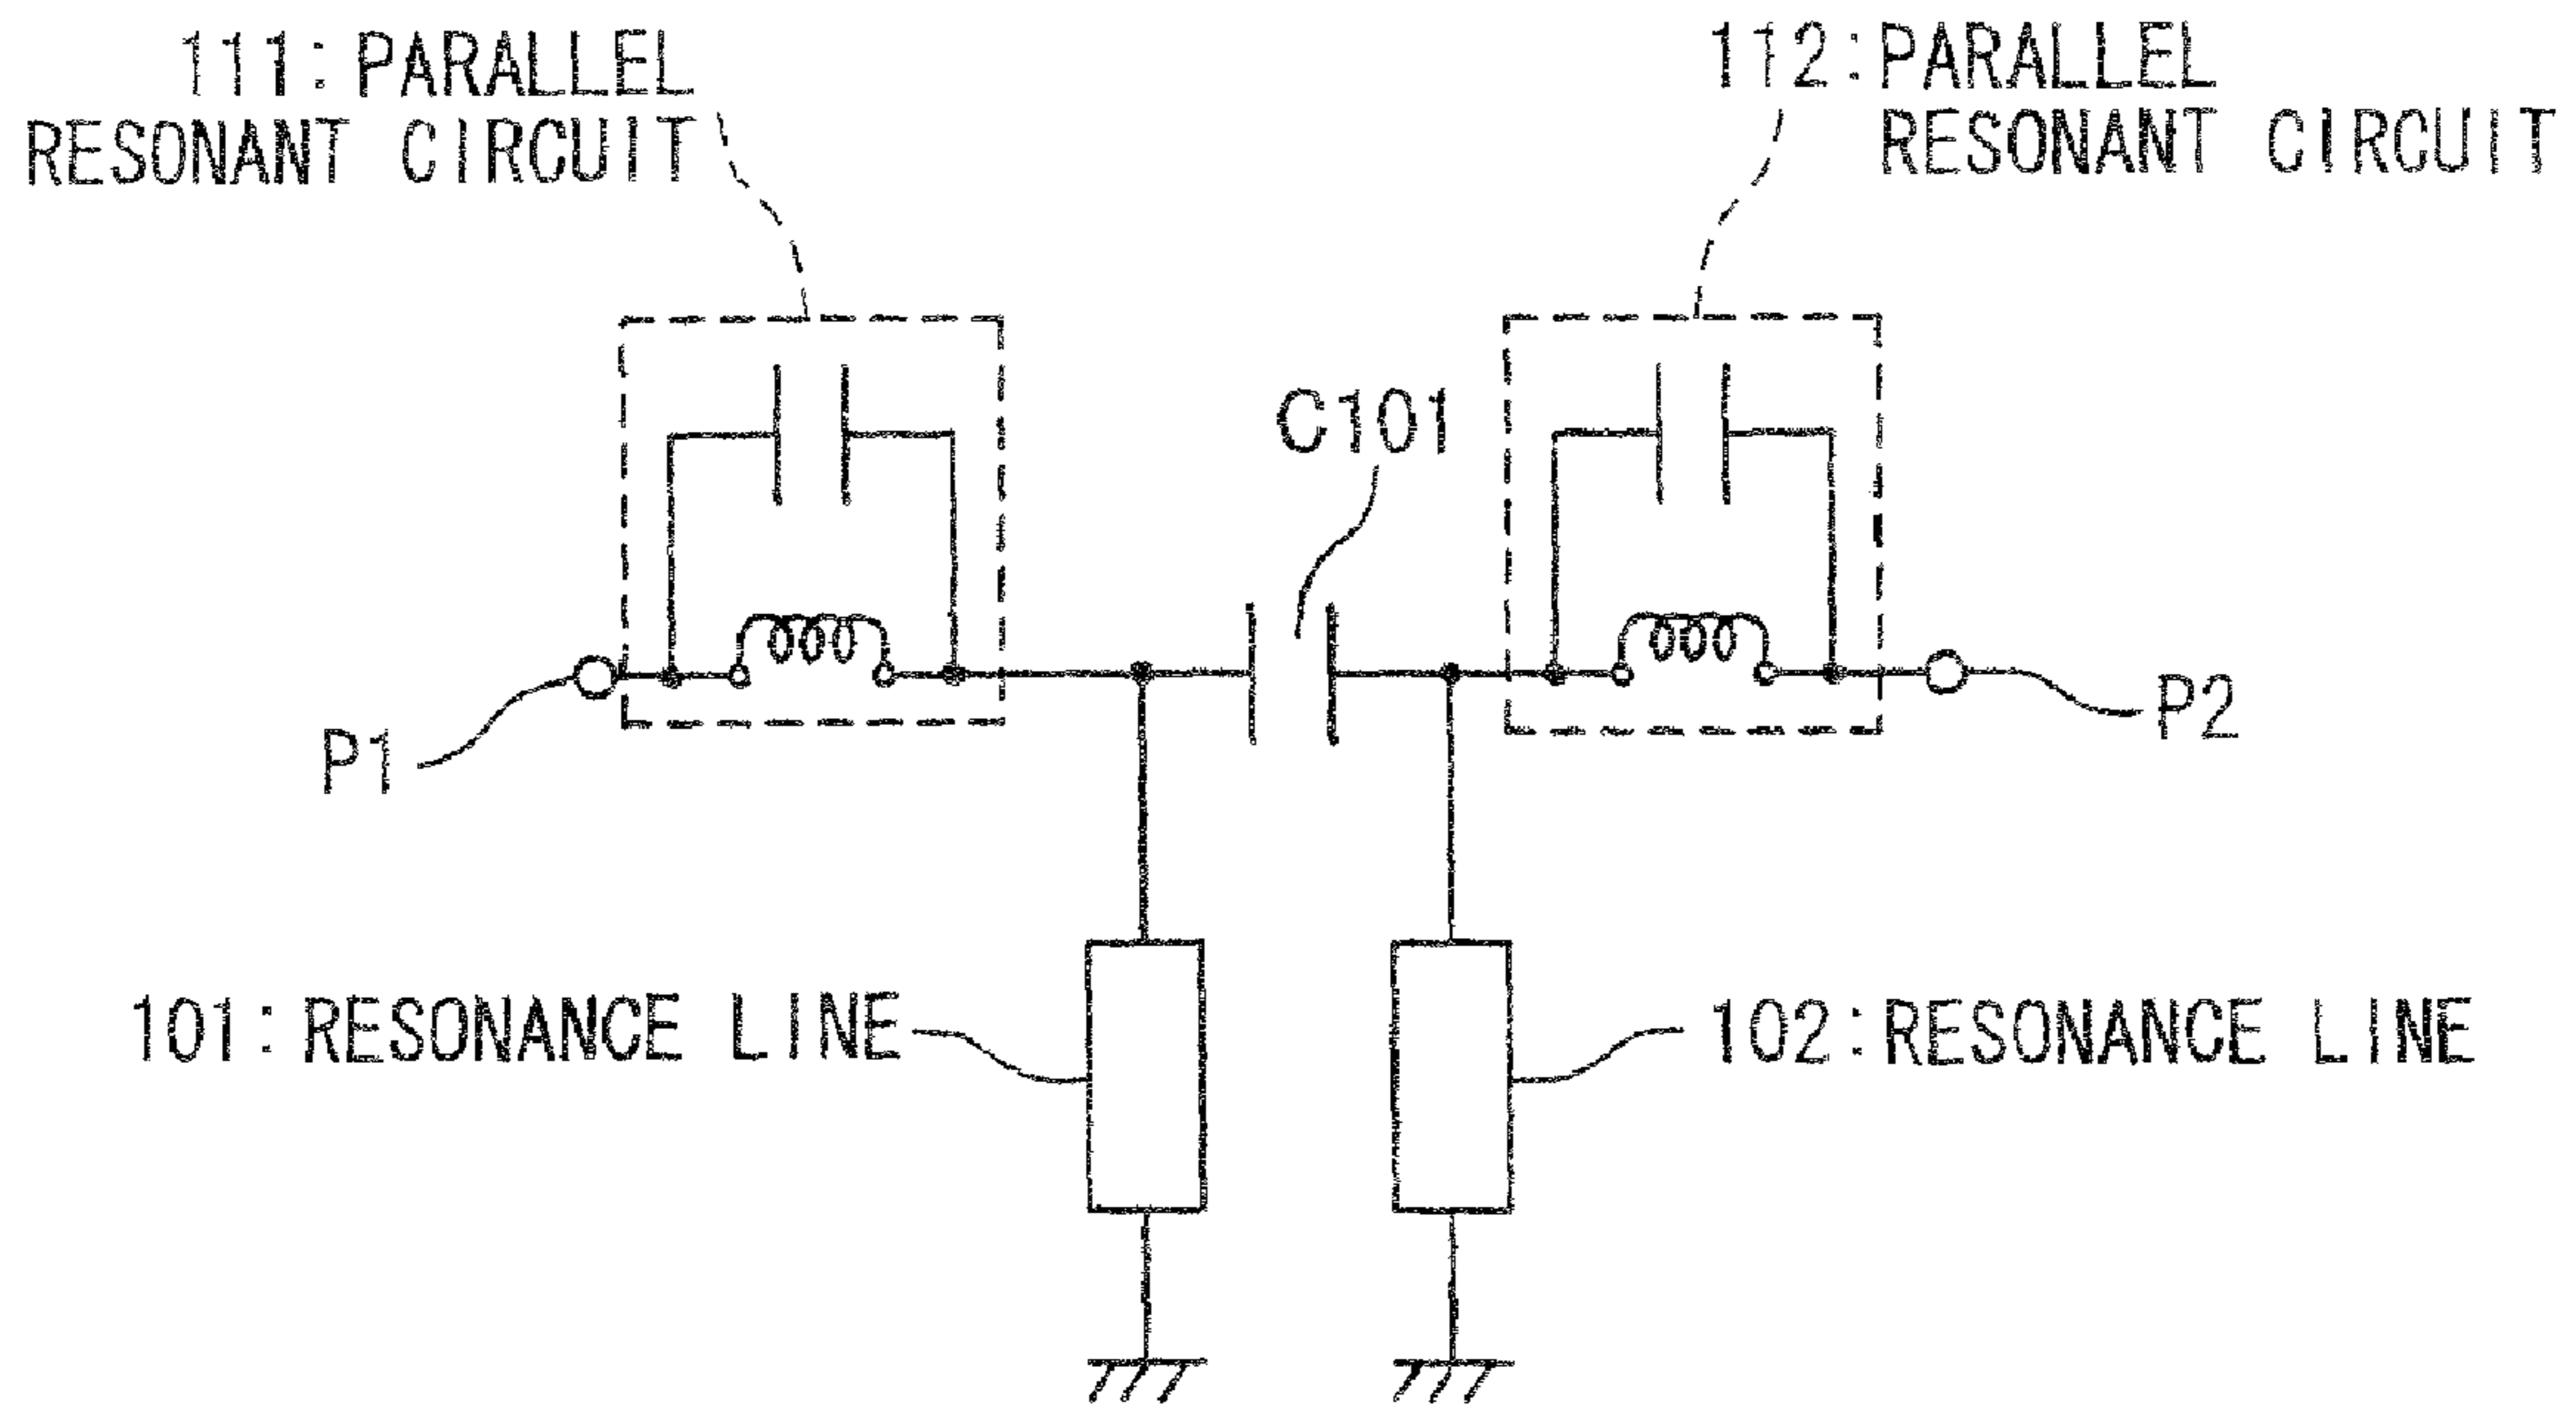 111: PARALLEL
RESONANT CIRCUIT
112: PARALLEL
RESONANT CIRCUIT
C101
P1
P2
101: RESONANCE LINE
102: RESONANCE LINE